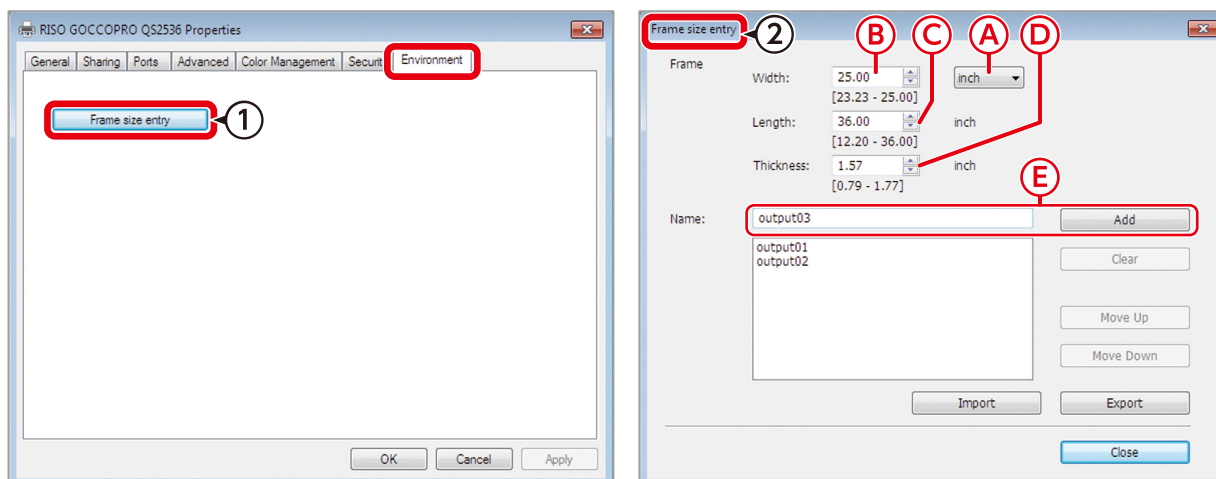 RISO GOCCOPRO QS2536 Properties
General Sharing Ports Advanced Color Management Securit Environment
Frame size entry 1
OK Cancel Apply
Frame size entry 2 B C A D
Frame
Width: 25.00 inch
[23.23 - 25.00]
Length: 36.00 inch
[12.20 - 36.00]
Thickness: 1.57 inch
[0.79 - 1.77]
E
Name: output03 Add
output01
output02
Clear
Move Up
Move Down
Import Export
Close